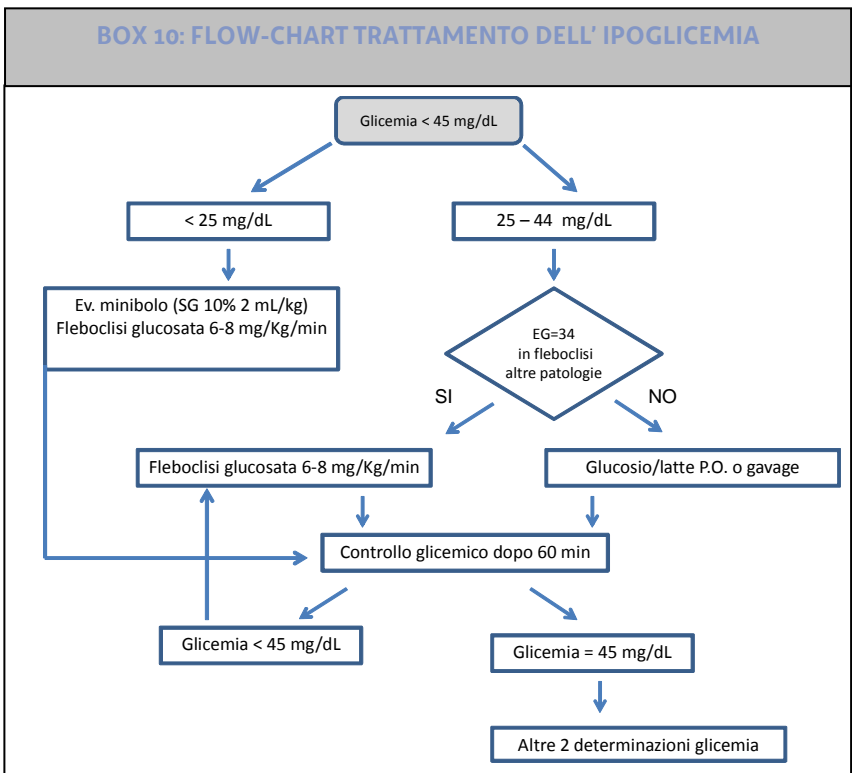 BOX 10: FLOW-CHART TRATTAMENTO DELL' IPOGLICEMIA
Glicemia < 45 mg/dL
< 25 mg/dL
25 – 44 mg/dL
Ev. minibolo (SG 10% 2 mL/kg)
Fleboclisi glucosata 6-8 mg/Kg/min
EG=34
in fleboclisi
altre patologie
SI
NO
Fleboclisi glucosata 6-8 mg/Kg/min
Glucosio/latte P.O. o gavage
Controllo glicemico dopo 60 min
Glicemia < 45 mg/dL
Glicemia = 45 mg/dL
Altre 2 determinazioni glicemia